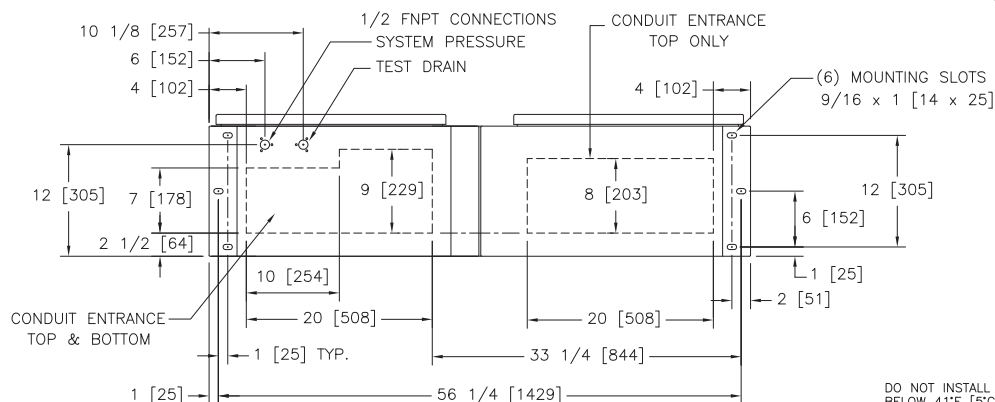 1/2 FNPT CONNECTIONS
SYSTEM PRESSURE
TEST DRAIN
CONDUIT ENTRANCE
TOP ONLY
10 1/8 [257]
6 [152]
4 [102]
4 [102]
(6) MOUNTING SLOTS
9/16 x 1 [14 x 25]
12 [305]
7 [178]
2 1/2 [64]
9 [229]
8 [203]
12 [305]
6 [152]
10 [254]
1 [25]
20 [508]
20 [508]
2 [51]
CONDUIT ENTRANCE
TOP & BOTTOM
1 [25] TYP.
33 1/4 [844]
1 [25]
56 1/4 [1429]
DO NOT INSTALL
BELOW 41°F [5°C